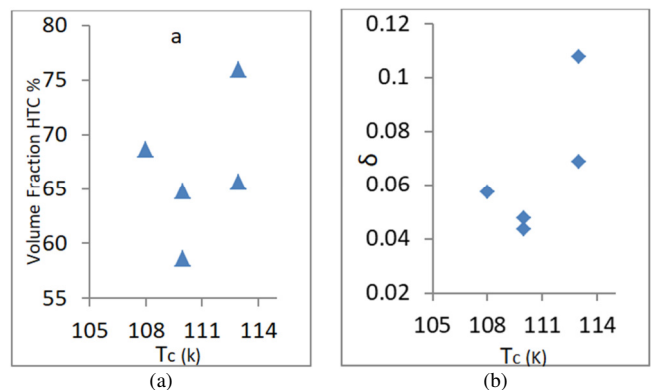 80
75
70
65
60
55
Volume Fraction HTC %
a
105 108 111 114
Tc (k)
(a)
0.12
0.1
0.08
0.06
0.04
0.02
δ
105 108 111 114
Tc (K)
(b)